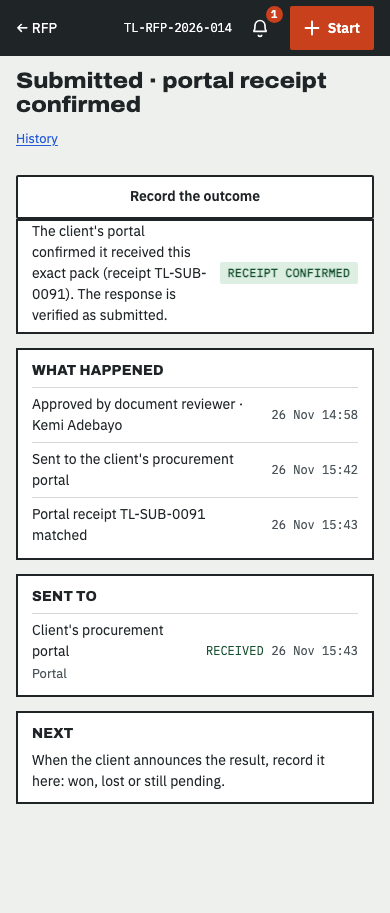 ← RFP
TL-RFP-2026-014
1
Start
Submitted · portal receipt
confirmed
History
Record the outcome
The client's portal
confirmed it received this
exact pack (receipt TL-SUB-
0091). The response is
verified as submitted.
RECEIPT CONFIRMED
WHAT HAPPENED
Approved by document reviewer ·
Kemi Adebayo
26 Nov 14:58
Sent to the client's procurement
portal
26 Nov 15:42
Portal receipt TL-SUB-0091
matched
26 Nov 15:43
SENT TO
Client's procurement
portal
Portal
RECEIVED 26 Nov 15:43
NEXT
When the client announces the result, record it
here: won, lost or still pending.